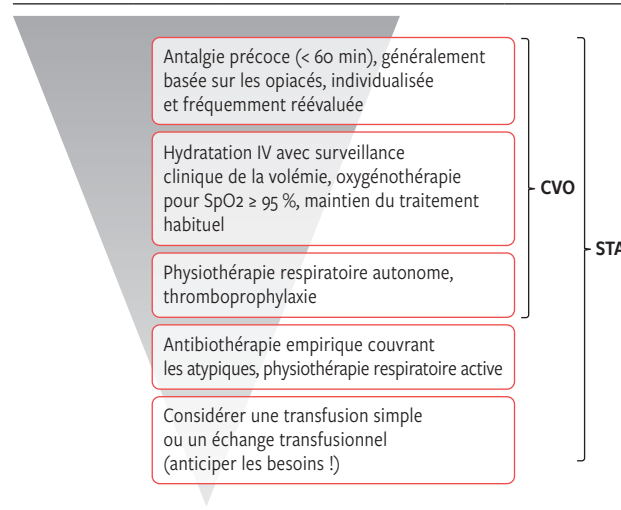 Antalgie précoce (< 60 min), généralement
basée sur les opiacés, individualisée
et fréquemment réévaluée
Hydratation IV avec surveillance
clinique de la volémie, oxygénothérapie
pour SpO2 ≥ 95 %, maintien du traitement
habituel
CVO
STA
Physiothérapie respiratoire autonome,
thromboprophylaxie
Antibiothérapie empirique couvrant
les atypiques, physiothérapie respiratoire active
Considérer une transfusion simple
ou un échange transfusionnel
(anticiper les besoins !)